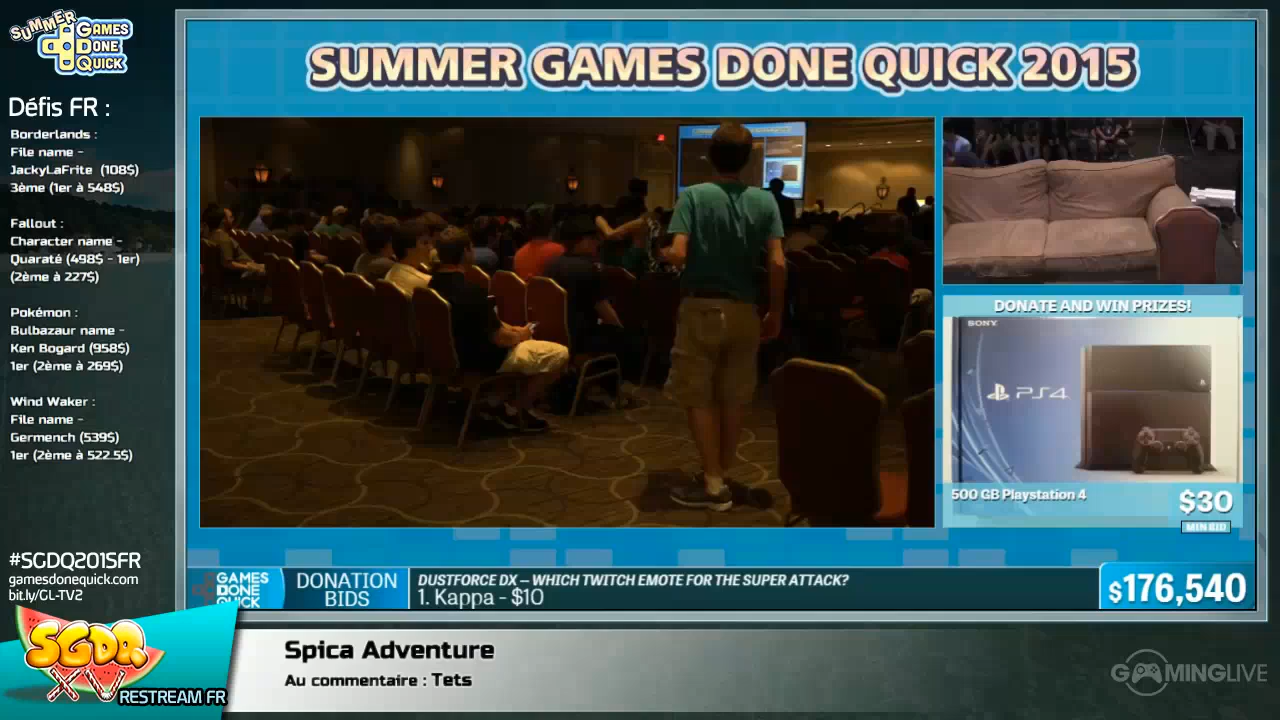 SUMMER
GAMES
DONE
QUICK
Défis FR :
Borderlands :
File name -
JackyLaFrite (108$)
3ème (1er à 548$)
Fallout :
Character name -
Quaraté (498$ - 1er)
(2ème à 227$)
Pokémon :
Bulbazaur name -
Ken Bogard (958$)
1er (2ème à 269$)
Wind Waker :
File name -
Germench (539$)
1er (2ème à 522.5$)
#SGDQ2015FR
gamesdonequick.com
bit.ly/GL-TV2
SGDQ
XV
RESTREAM FR
SUMMER GAMES DONE QUICK 2015
DONATE AND WIN PRIZES!
SONY
PS4
500 GB Playstation 4
$30
MIN BID
GAMES
DONE
QUICK
DONATION
BIDS
DUSTFORCE DX – WHICH TWITCH EMOTE FOR THE SUPER ATTACK?
1. Kappa - $10
$176,540
Spica Adventure
Au commentaire : Tets
GAMINGLIVE